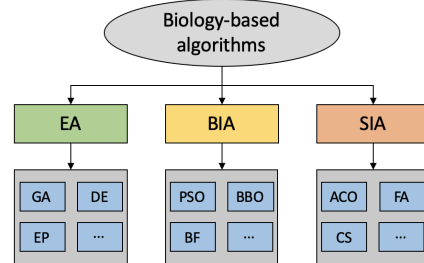 Biology-based
algorithms
EA BIA SIA
GA DE PSO BBO ACO FA
EP ... BF ... CS ...